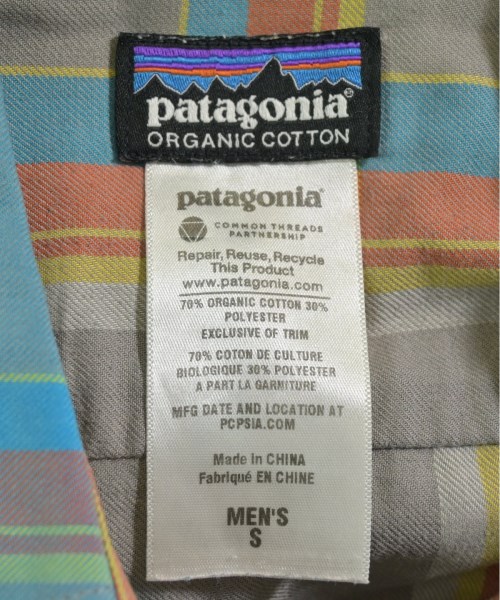 patagonia®
ORGANIC COTTON
patagonia®
COMMON THREADS
PARTNERSHIP
Repair, Reuse, Recycle
This Product
www.patagonia.com
70% ORGANIC COTTON 30%
POLYESTER
EXCLUSIVE OF TRIM
70% COTON DE CULTURE
BIOLOGIQUE 30% POLYESTER
A PART LA GARNITURE
MFG DATE AND LOCATION AT
PCPSIA.COM
Made in CHINA
Fabriqué EN CHINE
MEN'S
S